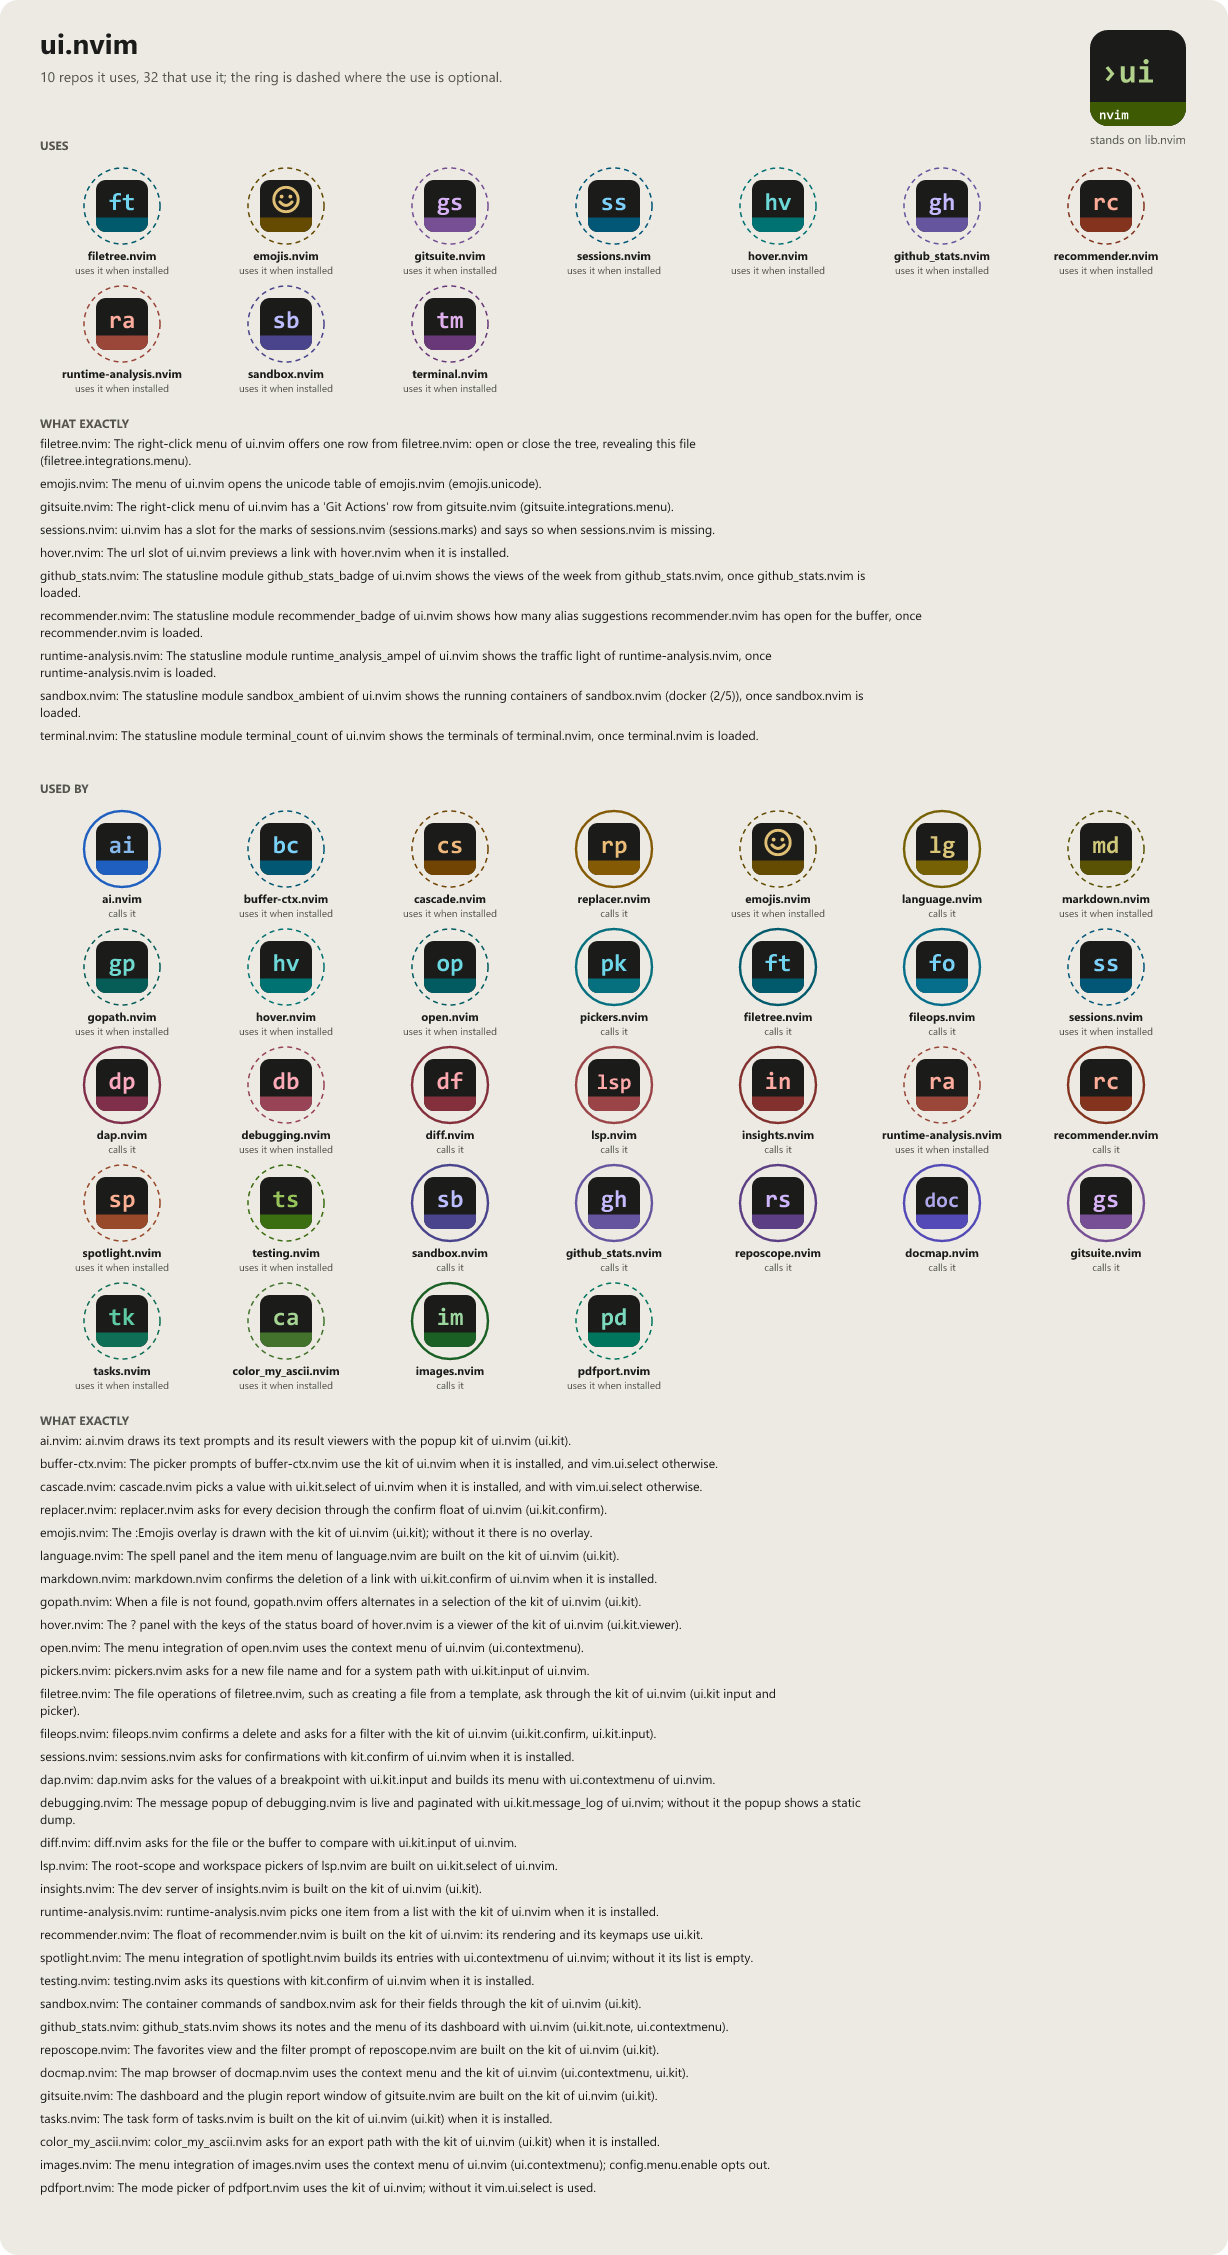 ui.nvim
10 repos it uses, 32 that use it; the ring is dashed where the use is optional.
›ui
nvim
stands on lib.nvim
USES
ft
gs
ss
hv
gh
rc
filetree.nvim
emojis.nvim
gitsuite.nvim
sessions.nvim
hover.nvim
github_stats.nvim
recommender.nvim
uses it when installed
uses it when installed
uses it when installed
uses it when installed
uses it when installed
uses it when installed
uses it when installed
ra
sb
tm
runtime-analysis.nvim
sandbox.nvim
terminal.nvim
uses it when installed
uses it when installed
uses it when installed
WHAT EXACTLY
filetree.nvim: The right-click menu of ui.nvim offers one row from filetree.nvim: open or close the tree, revealing this file
(filetree.integrations.menu).
emojis.nvim: The menu of ui.nvim opens the unicode table of emojis.nvim (emojis.unicode).
gitsuite.nvim: The right-click menu of ui.nvim has a 'Git Actions' row from gitsuite.nvim (gitsuite.integrations.menu).
sessions.nvim: ui.nvim has a slot for the marks of sessions.nvim (sessions.marks) and says so when sessions.nvim is missing.
hover.nvim: The url slot of ui.nvim previews a link with hover.nvim when it is installed.
github_stats.nvim: The statusline module github_stats_badge of ui.nvim shows the views of the week from github_stats.nvim, once github_stats.nvim is
loaded.
recommender.nvim: The statusline module recommender_badge of ui.nvim shows how many alias suggestions recommender.nvim has open for the buffer, once
recommender.nvim is loaded.
runtime-analysis.nvim: The statusline module runtime_analysis_ampel of ui.nvim shows the traffic light of runtime-analysis.nvim, once
runtime-analysis.nvim is loaded.
sandbox.nvim: The statusline module sandbox_ambient of ui.nvim shows the running containers of sandbox.nvim (docker (2/5)), once sandbox.nvim is
loaded.
terminal.nvim: The statusline module terminal_count of ui.nvim shows the terminals of terminal.nvim, once terminal.nvim is loaded.
USED BY
ai
bc
cs
rp
lg
md
ai.nvim
buffer-ctx.nvim
cascade.nvim
replacer.nvim
emojis.nvim
language.nvim
markdown.nvim
calls it
uses it when installed
uses it when installed
calls it
uses it when installed
calls it
uses it when installed
gp
hv
op
pk
ft
fo
ss
gopath.nvim
hover.nvim
open.nvim
pickers.nvim
filetree.nvim
fileops.nvim
sessions.nvim
uses it when installed
uses it when installed
uses it when installed
calls it
calls it
calls it
uses it when installed
dp
db
df
lsp
in
ra
rc
dap.nvim
debugging.nvim
diff.nvim
lsp.nvim
insights.nvim
runtime-analysis.nvim
recommender.nvim
calls it
uses it when installed
calls it
calls it
calls it
uses it when installed
calls it
sp
ts
sb
gh
rs
doc
gs
spotlight.nvim
testing.nvim
sandbox.nvim
github_stats.nvim
reposcope.nvim
docmap.nvim
gitsuite.nvim
uses it when installed
uses it when installed
calls it
calls it
calls it
calls it
calls it
tk
ca
im
pd
tasks.nvim
color_my_ascii.nvim
images.nvim
pdfport.nvim
uses it when installed
uses it when installed
calls it
uses it when installed
WHAT EXACTLY
ai.nvim: ai.nvim draws its text prompts and its result viewers with the popup kit of ui.nvim (ui.kit).
buffer-ctx.nvim: The picker prompts of buffer-ctx.nvim use the kit of ui.nvim when it is installed, and vim.ui.select otherwise.
cascade.nvim: cascade.nvim picks a value with ui.kit.select of ui.nvim when it is installed, and with vim.ui.select otherwise.
replacer.nvim: replacer.nvim asks for every decision through the confirm float of ui.nvim (ui.kit.confirm).
emojis.nvim: The :Emojis overlay is drawn with the kit of ui.nvim (ui.kit); without it there is no overlay.
language.nvim: The spell panel and the item menu of language.nvim are built on the kit of ui.nvim (ui.kit).
markdown.nvim: markdown.nvim confirms the deletion of a link with ui.kit.confirm of ui.nvim when it is installed.
gopath.nvim: When a file is not found, gopath.nvim offers alternates in a selection of the kit of ui.nvim (ui.kit).
hover.nvim: The ? panel with the keys of the status board of hover.nvim is a viewer of the kit of ui.nvim (ui.kit.viewer).
open.nvim: The menu integration of open.nvim uses the context menu of ui.nvim (ui.contextmenu).
pickers.nvim: pickers.nvim asks for a new file name and for a system path with ui.kit.input of ui.nvim.
filetree.nvim: The file operations of filetree.nvim, such as creating a file from a template, ask through the kit of ui.nvim (ui.kit input and
picker).
fileops.nvim: fileops.nvim confirms a delete and asks for a filter with the kit of ui.nvim (ui.kit.confirm, ui.kit.input).
sessions.nvim: sessions.nvim asks for confirmations with kit.confirm of ui.nvim when it is installed.
dap.nvim: dap.nvim asks for the values of a breakpoint with ui.kit.input and builds its menu with ui.contextmenu of ui.nvim.
debugging.nvim: The message popup of debugging.nvim is live and paginated with ui.kit.message_log of ui.nvim; without it the popup shows a static
dump.
diff.nvim: diff.nvim asks for the file or the buffer to compare with ui.kit.input of ui.nvim.
lsp.nvim: The root-scope and workspace pickers of lsp.nvim are built on ui.kit.select of ui.nvim.
insights.nvim: The dev server of insights.nvim is built on the kit of ui.nvim (ui.kit).
runtime-analysis.nvim: runtime-analysis.nvim picks one item from a list with the kit of ui.nvim when it is installed.
recommender.nvim: The float of recommender.nvim is built on the kit of ui.nvim: its rendering and its keymaps use ui.kit.
spotlight.nvim: The menu integration of spotlight.nvim builds its entries with ui.contextmenu of ui.nvim; without it its list is empty.
testing.nvim: testing.nvim asks its questions with kit.confirm of ui.nvim when it is installed.
sandbox.nvim: The container commands of sandbox.nvim ask for their fields through the kit of ui.nvim (ui.kit).
github_stats.nvim: github_stats.nvim shows its notes and the menu of its dashboard with ui.nvim (ui.kit.note, ui.contextmenu).
reposcope.nvim: The favorites view and the filter prompt of reposcope.nvim are built on the kit of ui.nvim (ui.kit).
docmap.nvim: The map browser of docmap.nvim uses the context menu and the kit of ui.nvim (ui.contextmenu, ui.kit).
gitsuite.nvim: The dashboard and the plugin report window of gitsuite.nvim are built on the kit of ui.nvim (ui.kit).
tasks.nvim: The task form of tasks.nvim is built on the kit of ui.nvim (ui.kit) when it is installed.
color_my_ascii.nvim: color_my_ascii.nvim asks for an export path with the kit of ui.nvim (ui.kit) when it is installed.
images.nvim: The menu integration of images.nvim uses the context menu of ui.nvim (ui.contextmenu); config.menu.enable opts out.
pdfport.nvim: The mode picker of pdfport.nvim uses the kit of ui.nvim; without it vim.ui.select is used.